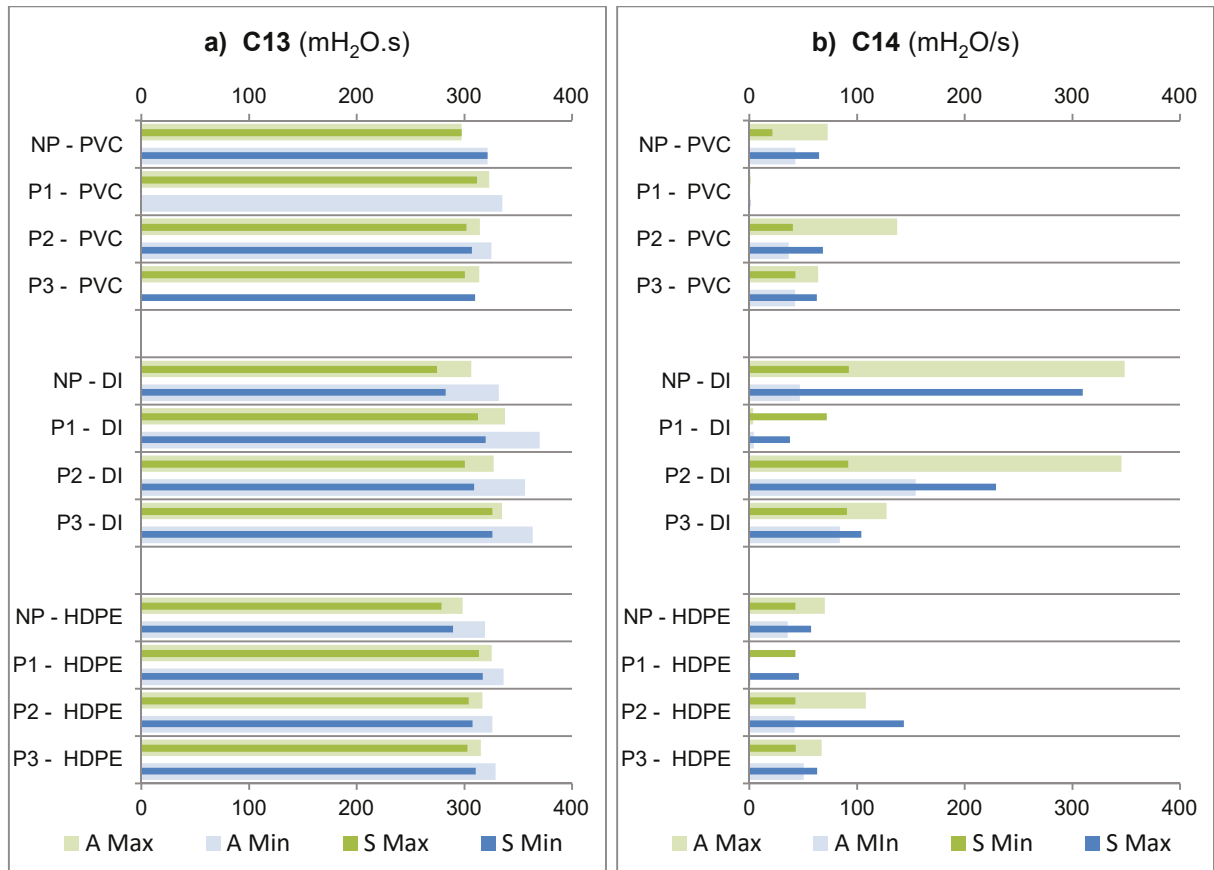 a) C13 (mH₂O.s)
0 100 200 300 400
NP - PVC
P1 - PVC
P2 - PVC
P3 - PVC
NP - DI
P1 - DI
P2 - DI
P3 - DI
NP - HDPE
P1 - HDPE
P2 - HDPE
P3 - HDPE
0 100 200 300 400
A Max A Min S Max S Min
b) C14 (mH₂O/s)
0 100 200 300 400
NP - PVC
P1 - PVC
P2 - PVC
P3 - PVC
NP - DI
P1 - DI
P2 - DI
P3 - DI
NP - HDPE
P1 - HDPE
P2 - HDPE
P3 - HDPE
0 100 200 300 400
A Max A MIn S Min S Max